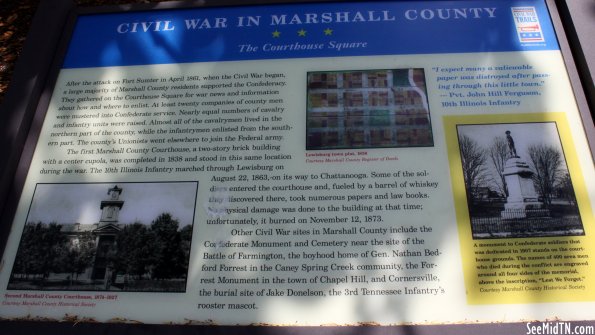 CIVIL WAR IN MARSHALL COUNTY
The Courthouse Square
CIVIL WAR TRAILS
After the attack on Fort Sumter in April 1861, when the Civil War began,
a large majority of Marshall County residents supported the Confederacy.
They gathered on the Courthouse Square for war news and information
about how and where to enlist. At least twenty companies of county men
were mustered into Confederate service. Nearly equal numbers of cavalry
and infantry units were raised. Almost all of the cavalrymen lived in the
northern part of the county, while the infantrymen enlisted from the south-
ern part. The county's Unionists went elsewhere to join the Federal army.
The first Marshall County Courthouse, a two-story brick building
with a center cupola, was completed in 1838 and stood in this same location
during the war. The 10th Illinois Infantry marched through Lewisburg on
August 22, 1863, on its way to Chattanooga. Some of the sol-
diers entered the courthouse and, fueled by a barrel of whiskey
they discovered there, took numerous papers and law books.
No physical damage was done to the building at that time;
unfortunately, it burned on November 12, 1873.
Other Civil War sites in Marshall County include the
Confederate Monument and Cemetery near the site of the
Battle of Farmington, the boyhood home of Gen. Nathan Bed-
ford Forrest in the Caney Spring Creek community, the For-
rest Monument in the town of Chapel Hill, and Cornersville,
the burial site of Jake Donelson, the 3rd Tennessee Infantry's
rooster mascot.
Second Marshall County Courthouse, 1875-1927
Courtesy Marshall County Historical Society
Lewisburg town plan, 1836
Courtesy Marshall County Register of Deeds
"I expect many a valueable
paper was distroyed after pass-
ing through this little town."
— Pvt. John Hill Ferguson,
10th Illinois Infantry
A monument to Confederate soldiers that
was dedicated in 1907 stands on the court-
house grounds. The names of 400 area men
who died during the conflict are engraved
around all four sides of the memorial,
above the inscription, "Lest We Forget."
Courtesy Marshall County Historical Society
SeeMidTN.com